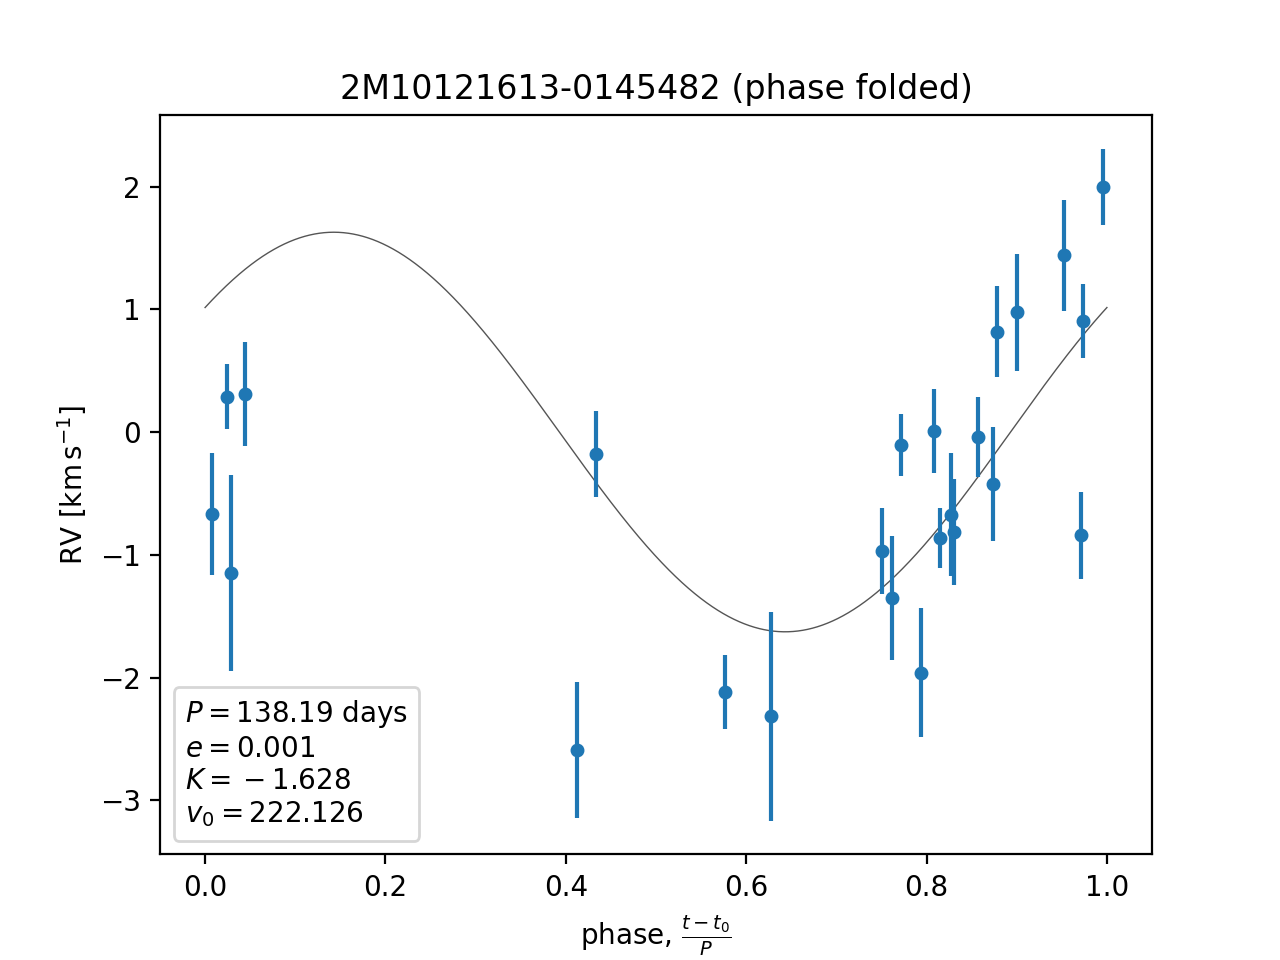 2M10121613-0145482 (phase folded)
RV [km s⁻¹]
2
1
0
−1
−2
−3
P = 138.19 days
e = 0.001
K = −1.628
v₀ = 222.126
0.0 0.2 0.4 0.6 0.8 1.0
phase, (t − t₀)/P